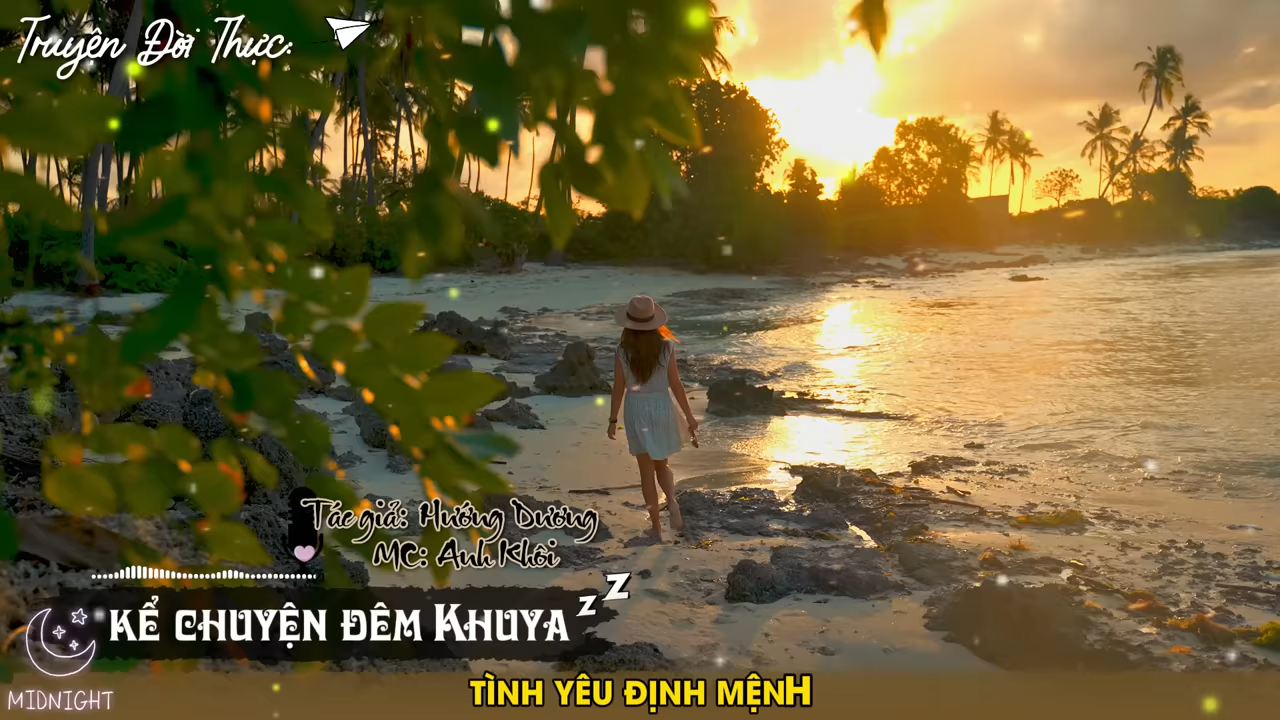 Truyện Đời Thực
Tác giả: Hướng Dương
MC: Anh Khôi
KỂ CHUYỆN ĐÊM KHUYA z Z
MIDNIGHT
TÌNH YÊU ĐỊNH MỆNH